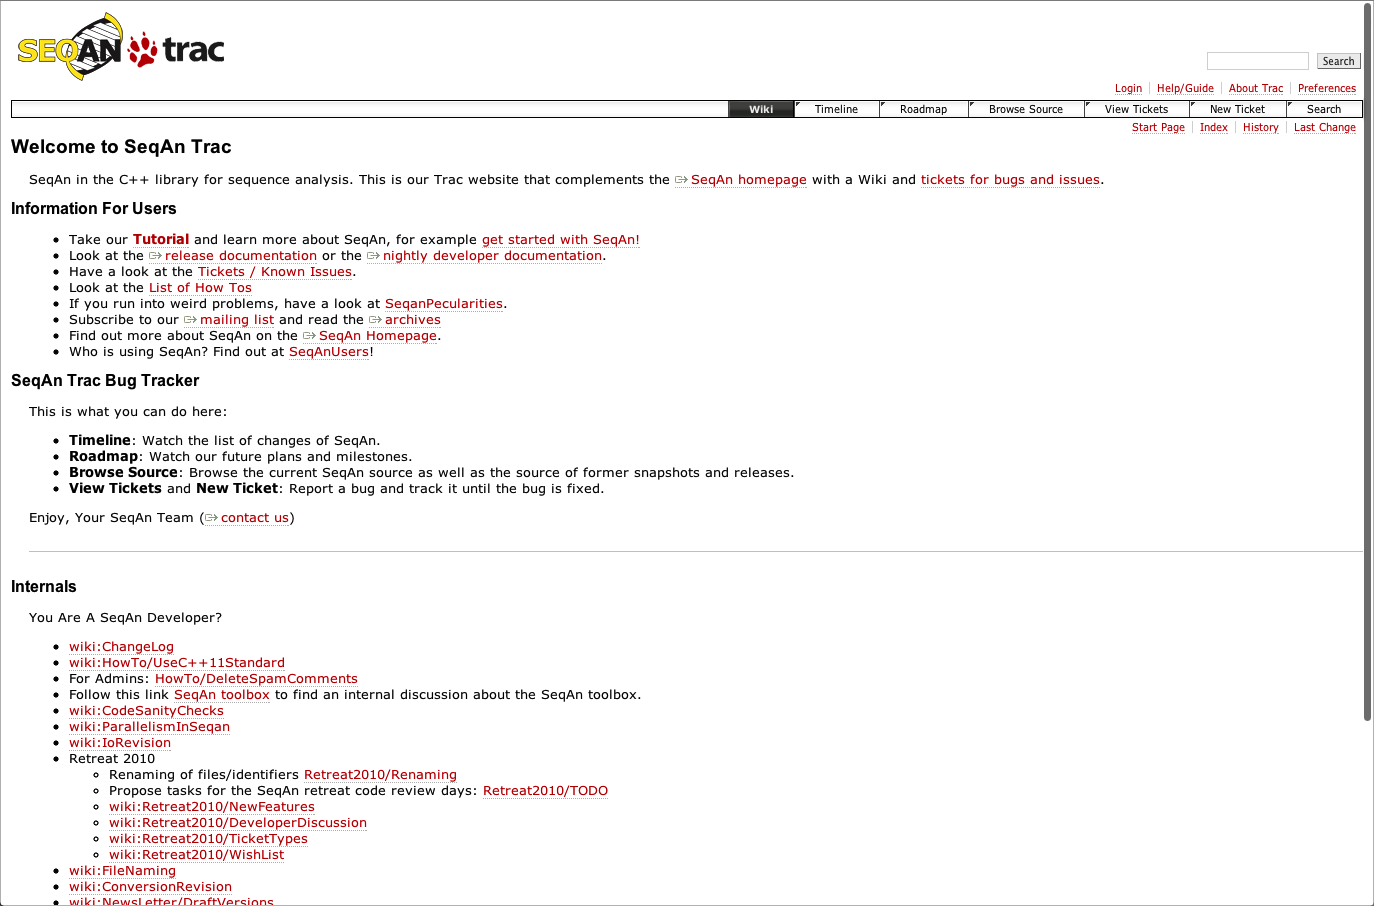 SEQAN trac
Search
Login Help/Guide About Trac Preferences
Wiki Timeline Roadmap Browse Source View Tickets New Ticket Search
Start Page Index History Last Change
Welcome to SeqAn Trac
SeqAn in the C++ library for sequence analysis. This is our Trac website that complements the SeqAn homepage with a Wiki and tickets for bugs and issues.
Information For Users
Take our Tutorial and learn more about SeqAn, for example get started with SeqAn!
Look at the release documentation or the nightly developer documentation.
Have a look at the Tickets / Known Issues.
Look at the List of How Tos
If you run into weird problems, have a look at SeqanPecularities.
Subscribe to our mailing list and read the archives
Find out more about SeqAn on the SeqAn Homepage.
Who is using SeqAn? Find out at SeqAnUsers!
SeqAn Trac Bug Tracker
This is what you can do here:
Timeline: Watch the list of changes of SeqAn.
Roadmap: Watch our future plans and milestones.
Browse Source: Browse the current SeqAn source as well as the source of former snapshots and releases.
View Tickets and New Ticket: Report a bug and track it until the bug is fixed.
Enjoy, Your SeqAn Team (contact us)
Internals
You Are A SeqAn Developer?
wiki:ChangeLog
wiki:HowTo/UseC++11Standard
For Admins: HowTo/DeleteSpamComments
Follow this link SeqAn toolbox to find an internal discussion about the SeqAn toolbox.
wiki:CodeSanityChecks
wiki:ParallelismInSeqan
wiki:IoRevision
Retreat 2010
Renaming of files/identifiers Retreat2010/Renaming
Propose tasks for the SeqAn retreat code review days: Retreat2010/TODO
wiki:Retreat2010/NewFeatures
wiki:Retreat2010/DeveloperDiscussion
wiki:Retreat2010/TicketTypes
wiki:Retreat2010/WishList
wiki:FileNaming
wiki:ConversionRevision
wiki:NewsLetter/DraftVersions